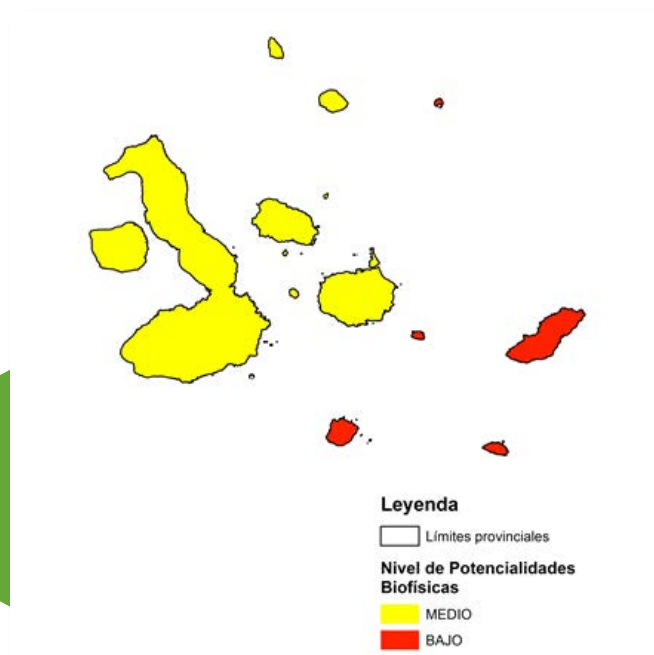 Leyenda
Límites provinciales
Nivel de Potencialidades
Biofísicas
MEDIO
BAJO